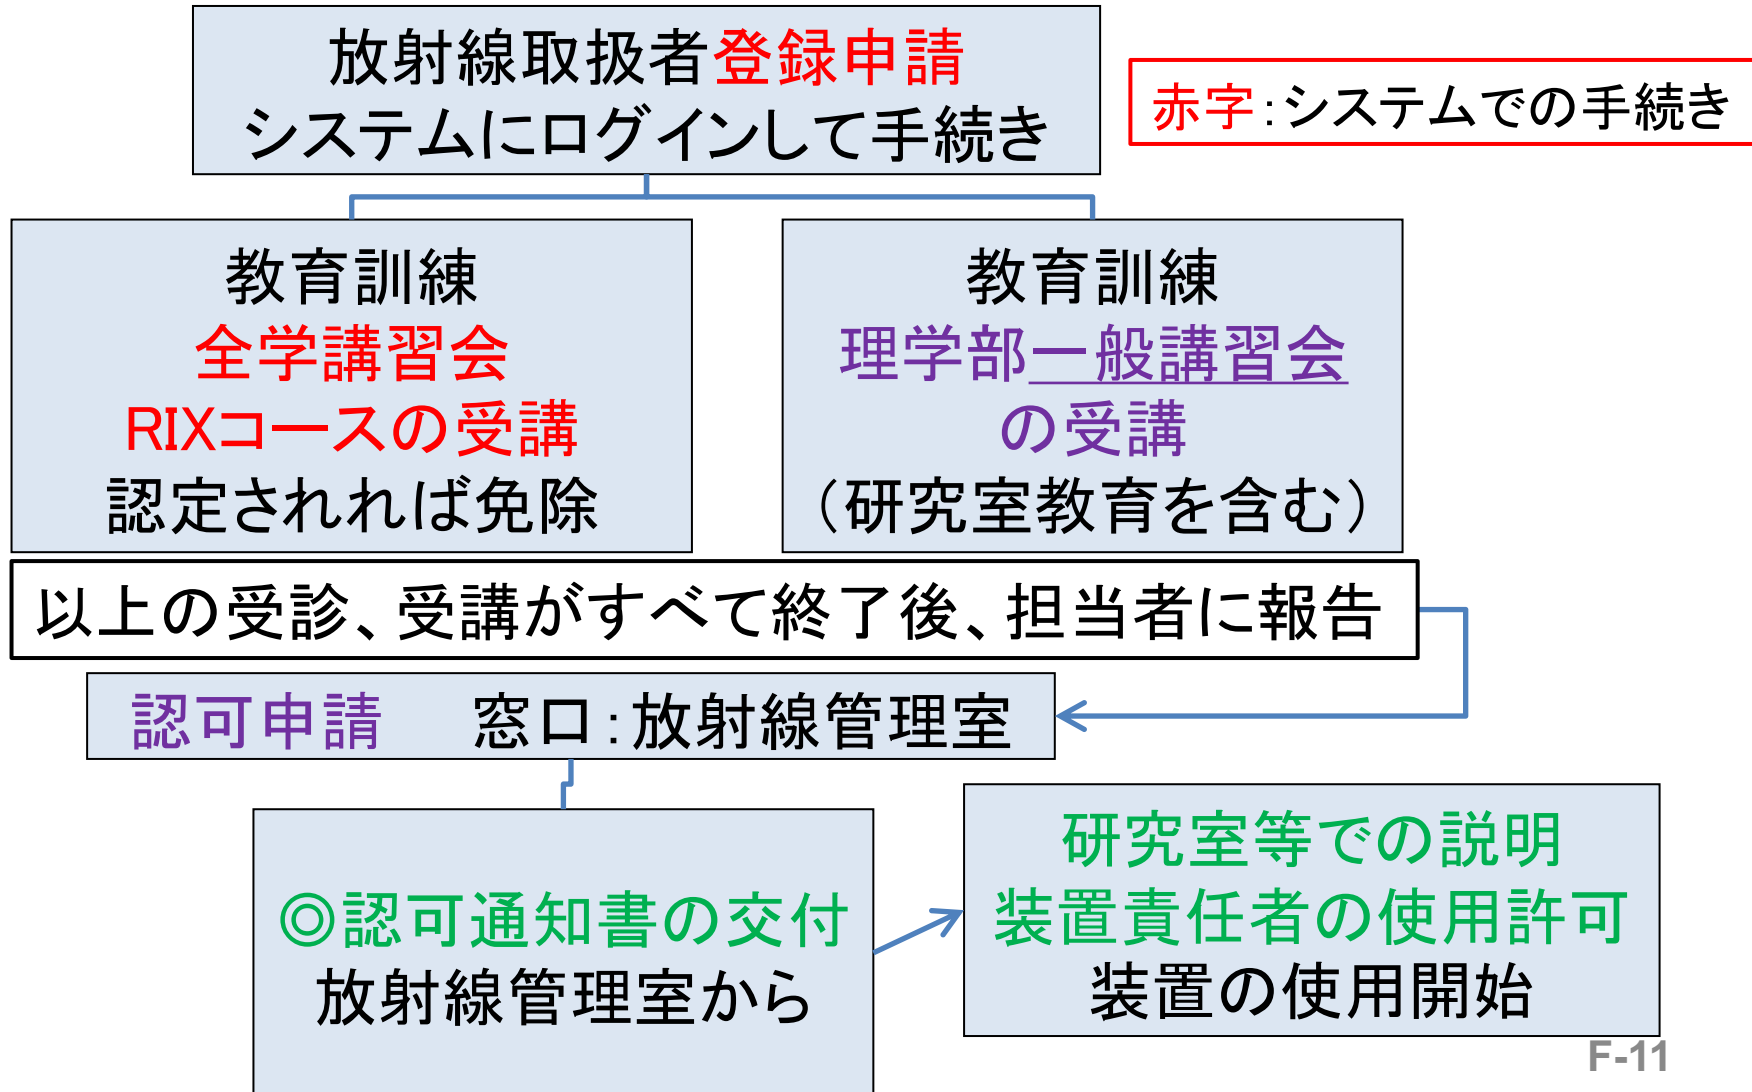 放射線取扱者登録申請
システムにログインして手続き
赤字：システムでの手続き
教育訓練
全学講習会
RIXコースの受講
認定されれば免除
教育訓練
理学部一般講習会
の受講
（研究室教育を含む）
以上の受診、受講がすべて終了後、担当者に報告
認可申請　窓口：放射線管理室
◎認可通知書の交付
放射線管理室から
研究室等での説明
装置責任者の使用許可
装置の使用開始
F-11